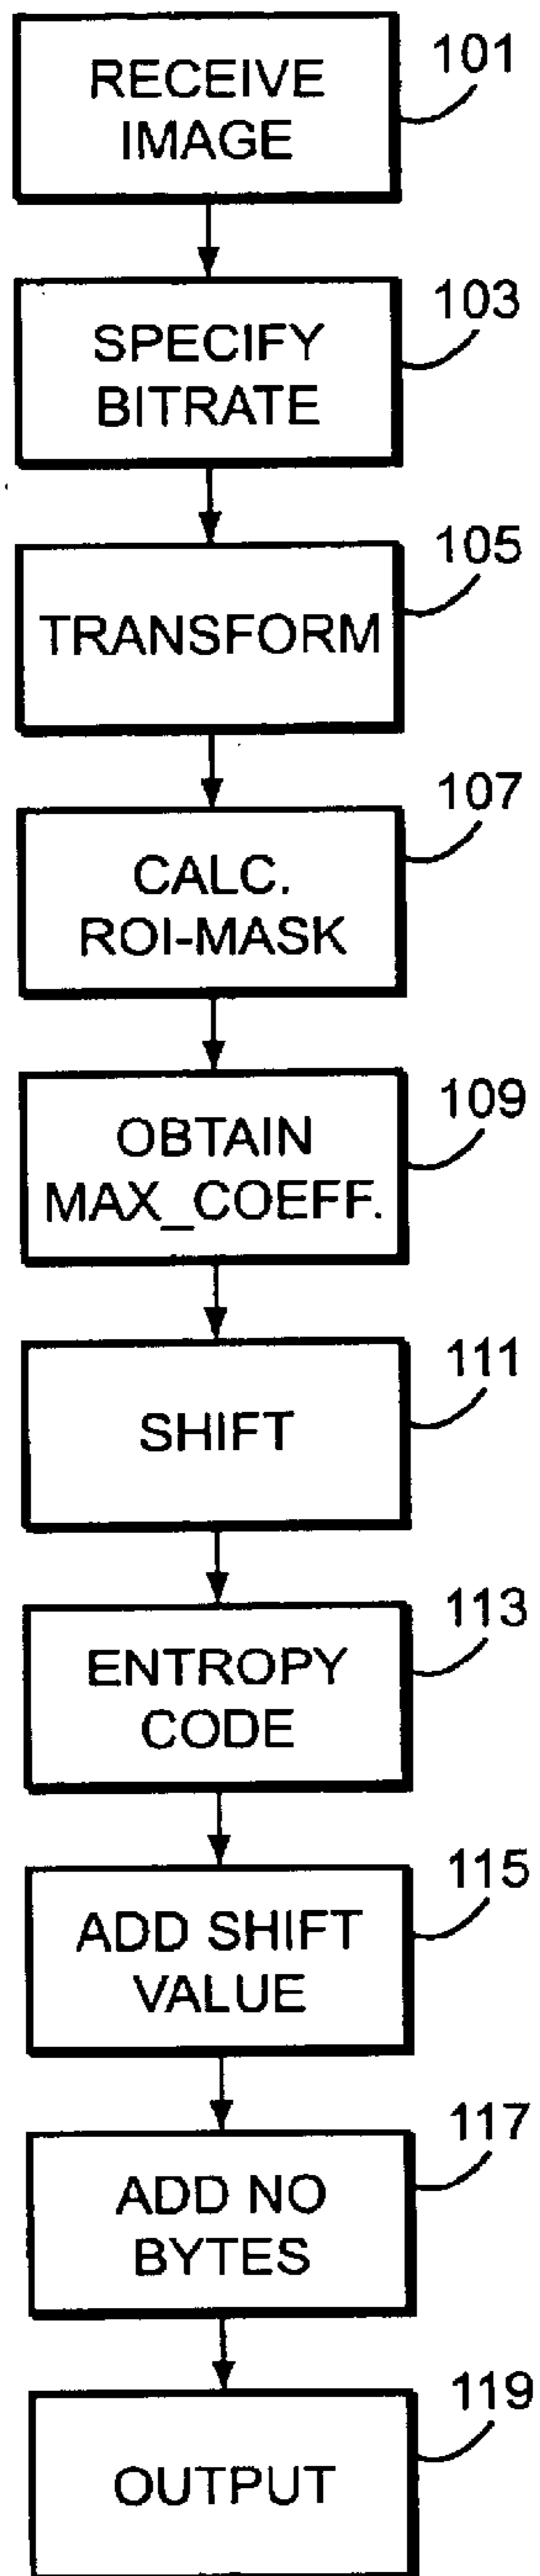 101
RECEIVE
IMAGE
103
SPECIFY
BITRATE
105
TRANSFORM
107
CALC.
ROI-MASK
109
OBTAIN
MAX_COEFF.
111
SHIFT
113
ENTROPY
CODE
115
ADD SHIFT
VALUE
117
ADD NO
BYTES
119
OUTPUT